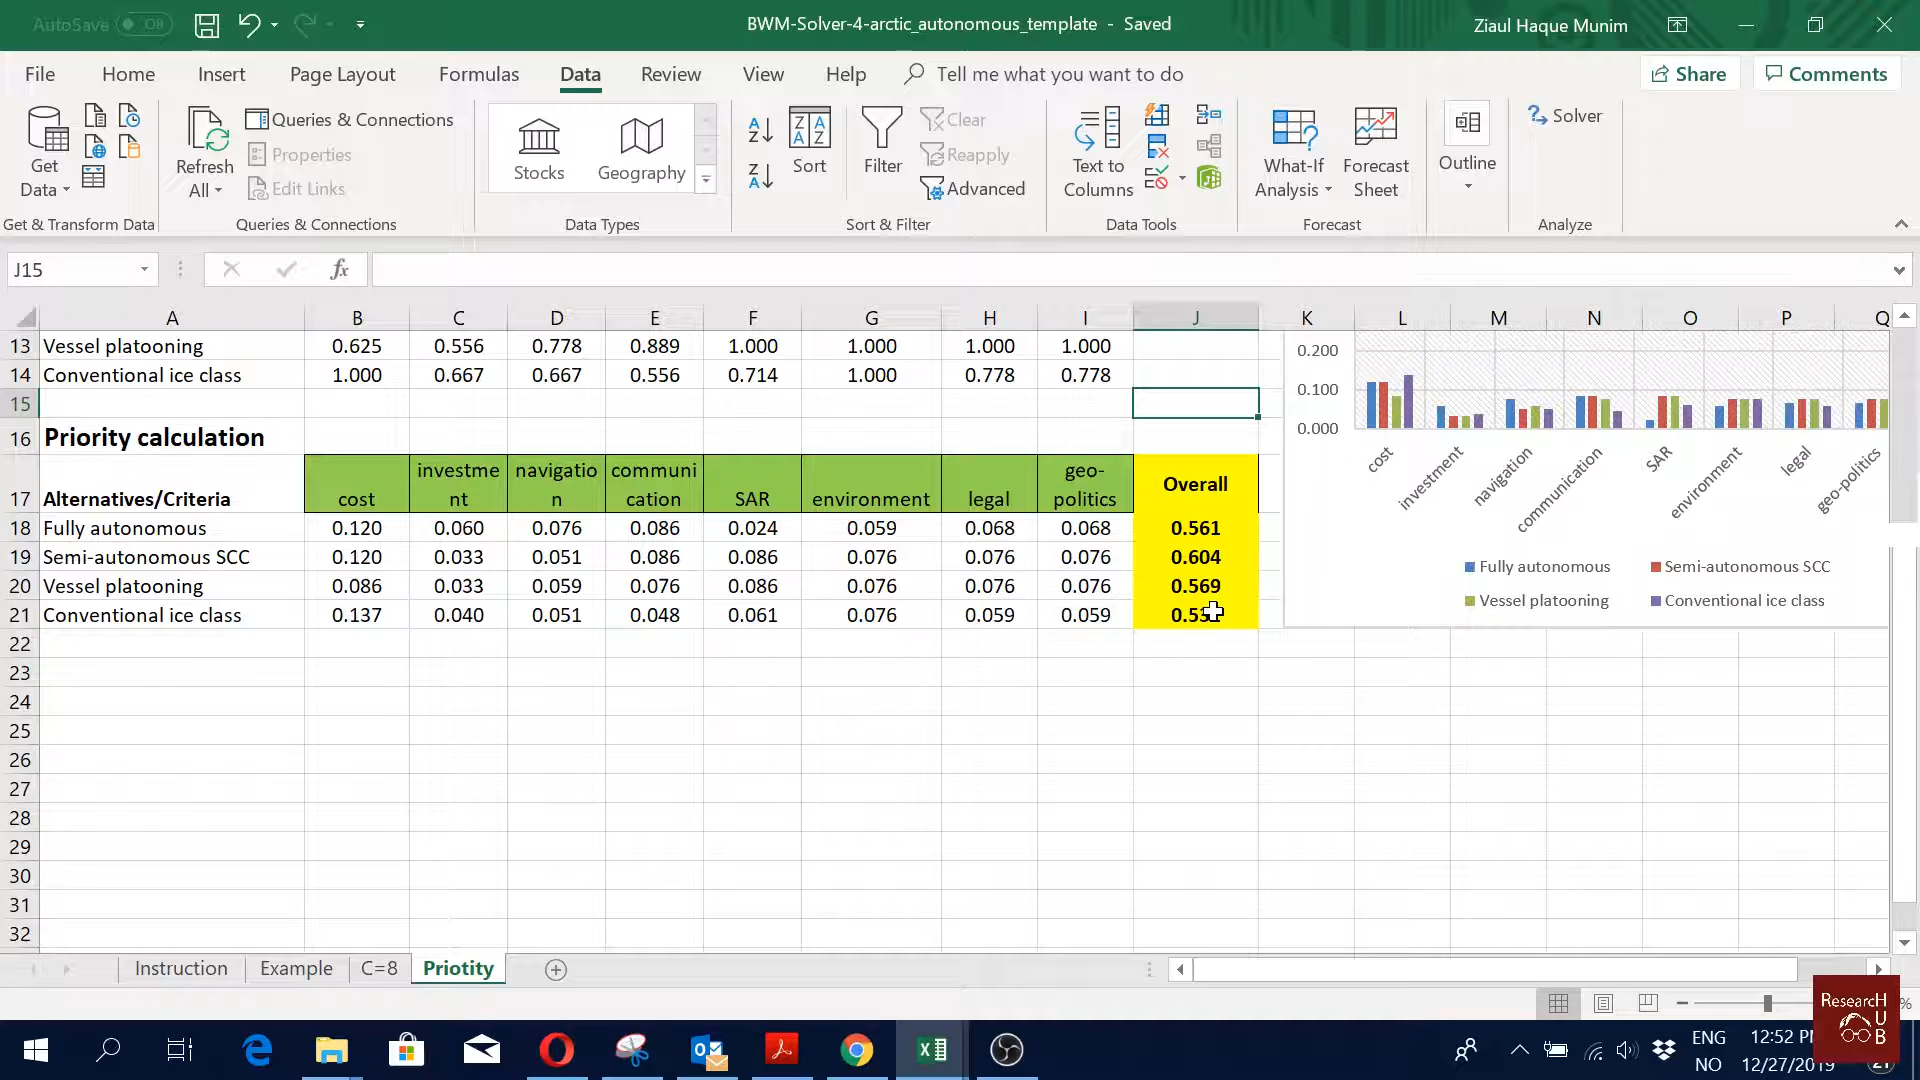 AutoSave Off
BWM-Solver-4-arctic_autonomous_template - Saved
Ziaul Haque Munim
File Home Insert Page Layout Formulas Data Review View Help Tell me what you want to do Share Comments
Get Data
Refresh All
Queries & Connections
Properties
Edit Links
Stocks
Geography
Sort
Filter
Clear
Reapply
Advanced
Text to Columns
What-If Analysis
Forecast Sheet
Outline
Solver
Get & Transform Data Queries & Connections Data Types Sort & Filter Data Tools Forecast Analyze
J15 fx
A B C D E F G H I J K L M N O P Q
13 Vessel platooning 0.625 0.556 0.778 0.889 1.000 1.000 1.000 1.000
14 Conventional ice class 1.000 0.667 0.667 0.556 0.714 1.000 0.778 0.778
15
16 Priority calculation
17 Alternatives/Criteria cost investment navigation communication SAR environment legal geo-politics Overall
18 Fully autonomous 0.120 0.060 0.076 0.086 0.024 0.059 0.068 0.068 0.561
19 Semi-autonomous SCC 0.120 0.033 0.051 0.086 0.086 0.076 0.076 0.076 0.604
20 Vessel platooning 0.086 0.033 0.059 0.076 0.086 0.076 0.076 0.076 0.569
21 Conventional ice class 0.137 0.040 0.051 0.048 0.061 0.076 0.059 0.059
22
23
24
25
26
27
28
29
30
31
32
0.200
0.100
0.000
cost investment navigation communication SAR environment legal geo-politics
Fully autonomous Semi-autonomous SCC
Vessel platooning Conventional ice class
Instruction Example C=8 Priotity
ResearcH
U
B
ENG
NO
12:52
12/27/2019